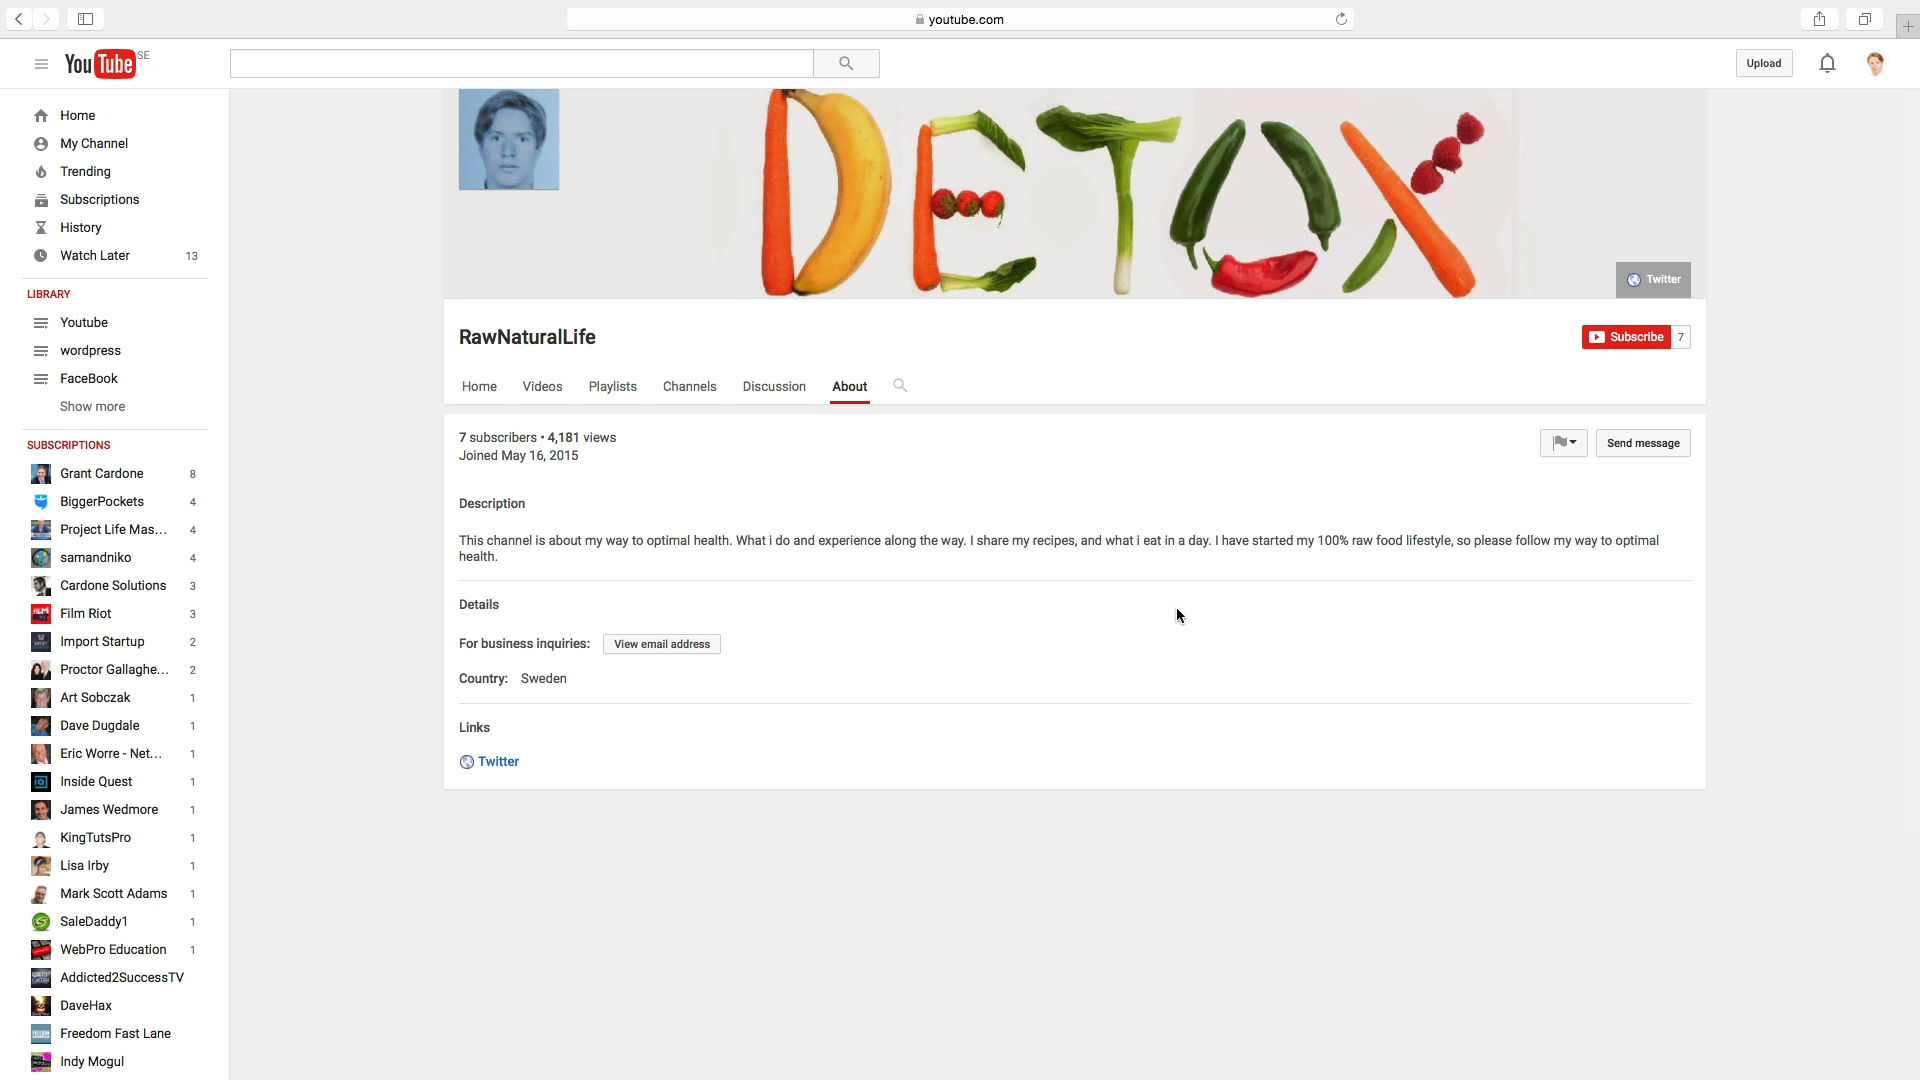 youtube.com
YouTube SE
Upload
Home
My Channel
Trending
Subscriptions
History
Watch Later 13
LIBRARY
Youtube
wordpress
FaceBook
Show more
SUBSCRIPTIONS
Grant Cardone 8
BiggerPockets 4
Project Life Mas... 4
samandniko 4
Cardone Solutions 3
Film Riot 3
Import Startup 2
Proctor Gallaghe... 2
Art Sobczak 1
Dave Dugdale 1
Eric Worre - Net... 1
Inside Quest 1
James Wedmore 1
KingTutsPro 1
Lisa Irby 1
Mark Scott Adams 1
SaleDaddy1 1
WebPro Education 1
Addicted2SuccessTV
DaveHax
Freedom Fast Lane
Indy Mogul
DETOX
Twitter
RawNaturalLife
Subscribe 7
Home Videos Playlists Channels Discussion About
7 subscribers • 4,181 views
Joined May 16, 2015
Send message
Description
This channel is about my way to optimal health. What i do and experience along the way. I share my recipes, and what i eat in a day. I have started my 100% raw food lifestyle, so please follow my way to optimal
health.
Details
For business inquiries: View email address
Country: Sweden
Links
Twitter